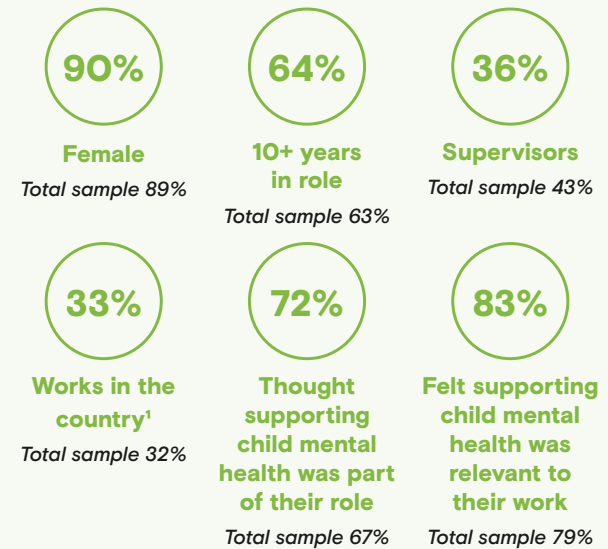 90%
Female
Total sample 89%
64%
10+ years
in role
Total sample 63%
36%
Supervisors
Total sample 43%
33%
Works in the
country¹
Total sample 32%
72%
Thought
supporting
child mental
health was part
of their role
Total sample 67%
83%
Felt supporting
child mental
health was
relevant to
their work
Total sample 79%